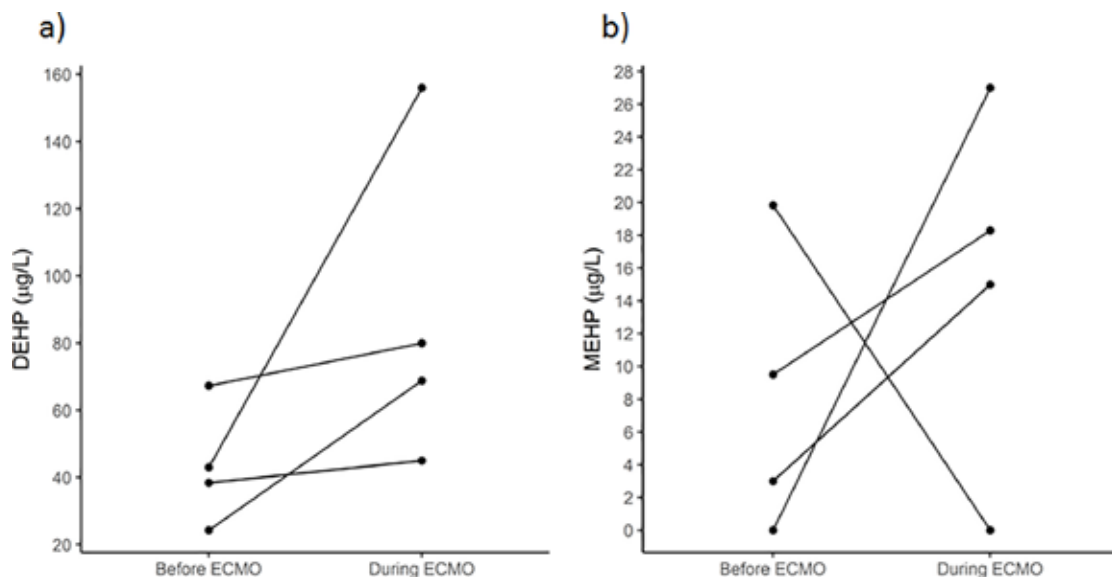 a)
160
140
120
100
80
60
40
20
DEHP (μg/L)
Before ECMO
During ECMO
b)
28
26
24
22
20
18
16
14
12
10
8
6
4
2
0
MEHP (μg/L)
Before ECMO
During ECMO